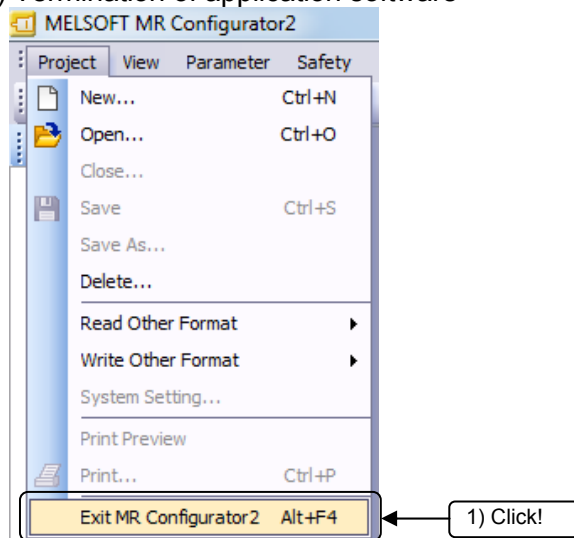 ) Termination of application software
MELSOFT MR Configurator2
Project View Parameter Safety
New... Ctrl+N
Open... Ctrl+O
Close...
Save Ctrl+S
Save As...
Delete...
Read Other Format
Write Other Format
System Setting...
Print Preview
Print... Ctrl+P
Exit MR Configurator2 Alt+F4
1) Click!